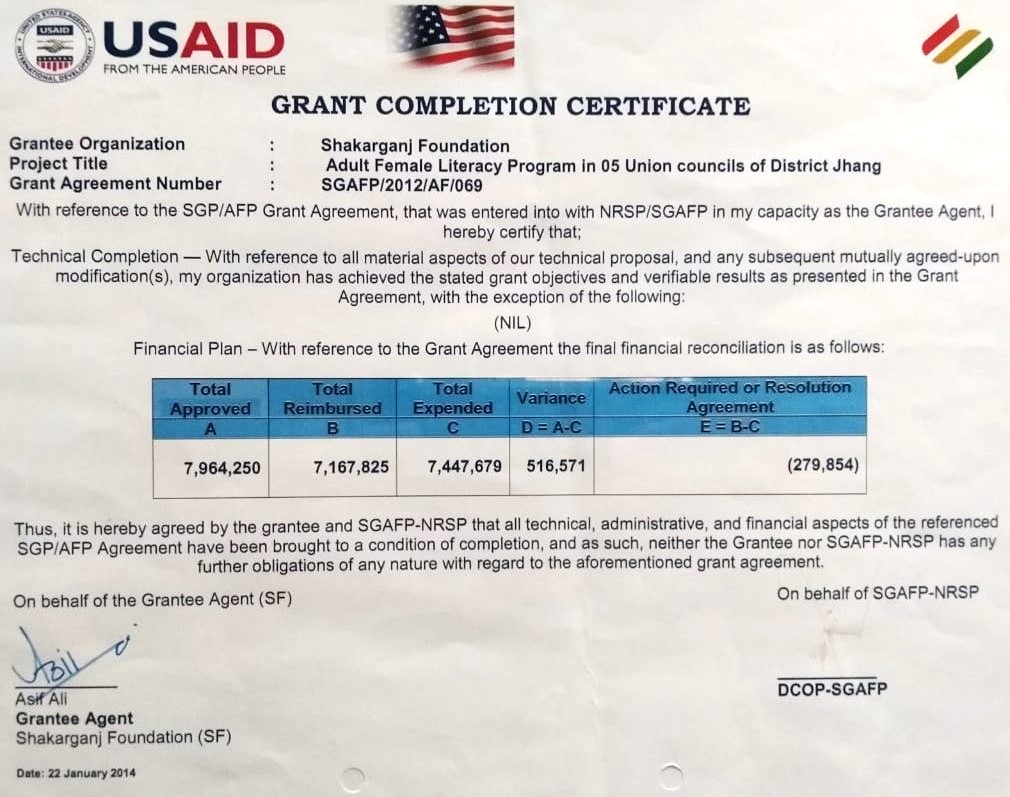 UNITED STATES AGENCY
USAID
INTERNATIONAL DEVELOPMENT
USAID
FROM THE AMERICAN PEOPLE
GRANT COMPLETION CERTIFICATE
Grantee Organization : Shakarganj Foundation
Project Title : Adult Female Literacy Program in 05 Union councils of District Jhang
Grant Agreement Number : SGAFP/2012/AF/069
With reference to the SGP/AFP Grant Agreement, that was entered into with NRSP/SGAFP in my capacity as the Grantee Agent, I
hereby certify that;
Technical Completion — With reference to all material aspects of our technical proposal, and any subsequent mutually agreed-upon
modification(s), my organization has achieved the stated grant objectives and verifiable results as presented in the Grant
Agreement, with the exception of the following:
(NIL)
Financial Plan – With reference to the Grant Agreement the final financial reconciliation is as follows:
Total Approved Total Reimbursed Total Expended Variance Action Required or Resolution Agreement
A B C D = A-C E = B-C
7,964,250 7,167,825 7,447,679 516,571 (279,854)
Thus, it is hereby agreed by the grantee and SGAFP-NRSP that all technical, administrative, and financial aspects of the referenced
SGP/AFP Agreement have been brought to a condition of completion, and as such, neither the Grantee nor SGAFP-NRSP has any
further obligations of any nature with regard to the aforementioned grant agreement.
On behalf of the Grantee Agent (SF)
On behalf of SGAFP-NRSP
Asif Ali
Grantee Agent
Shakarganj Foundation (SF)
DCOP-SGAFP
Date: 22 January 2014